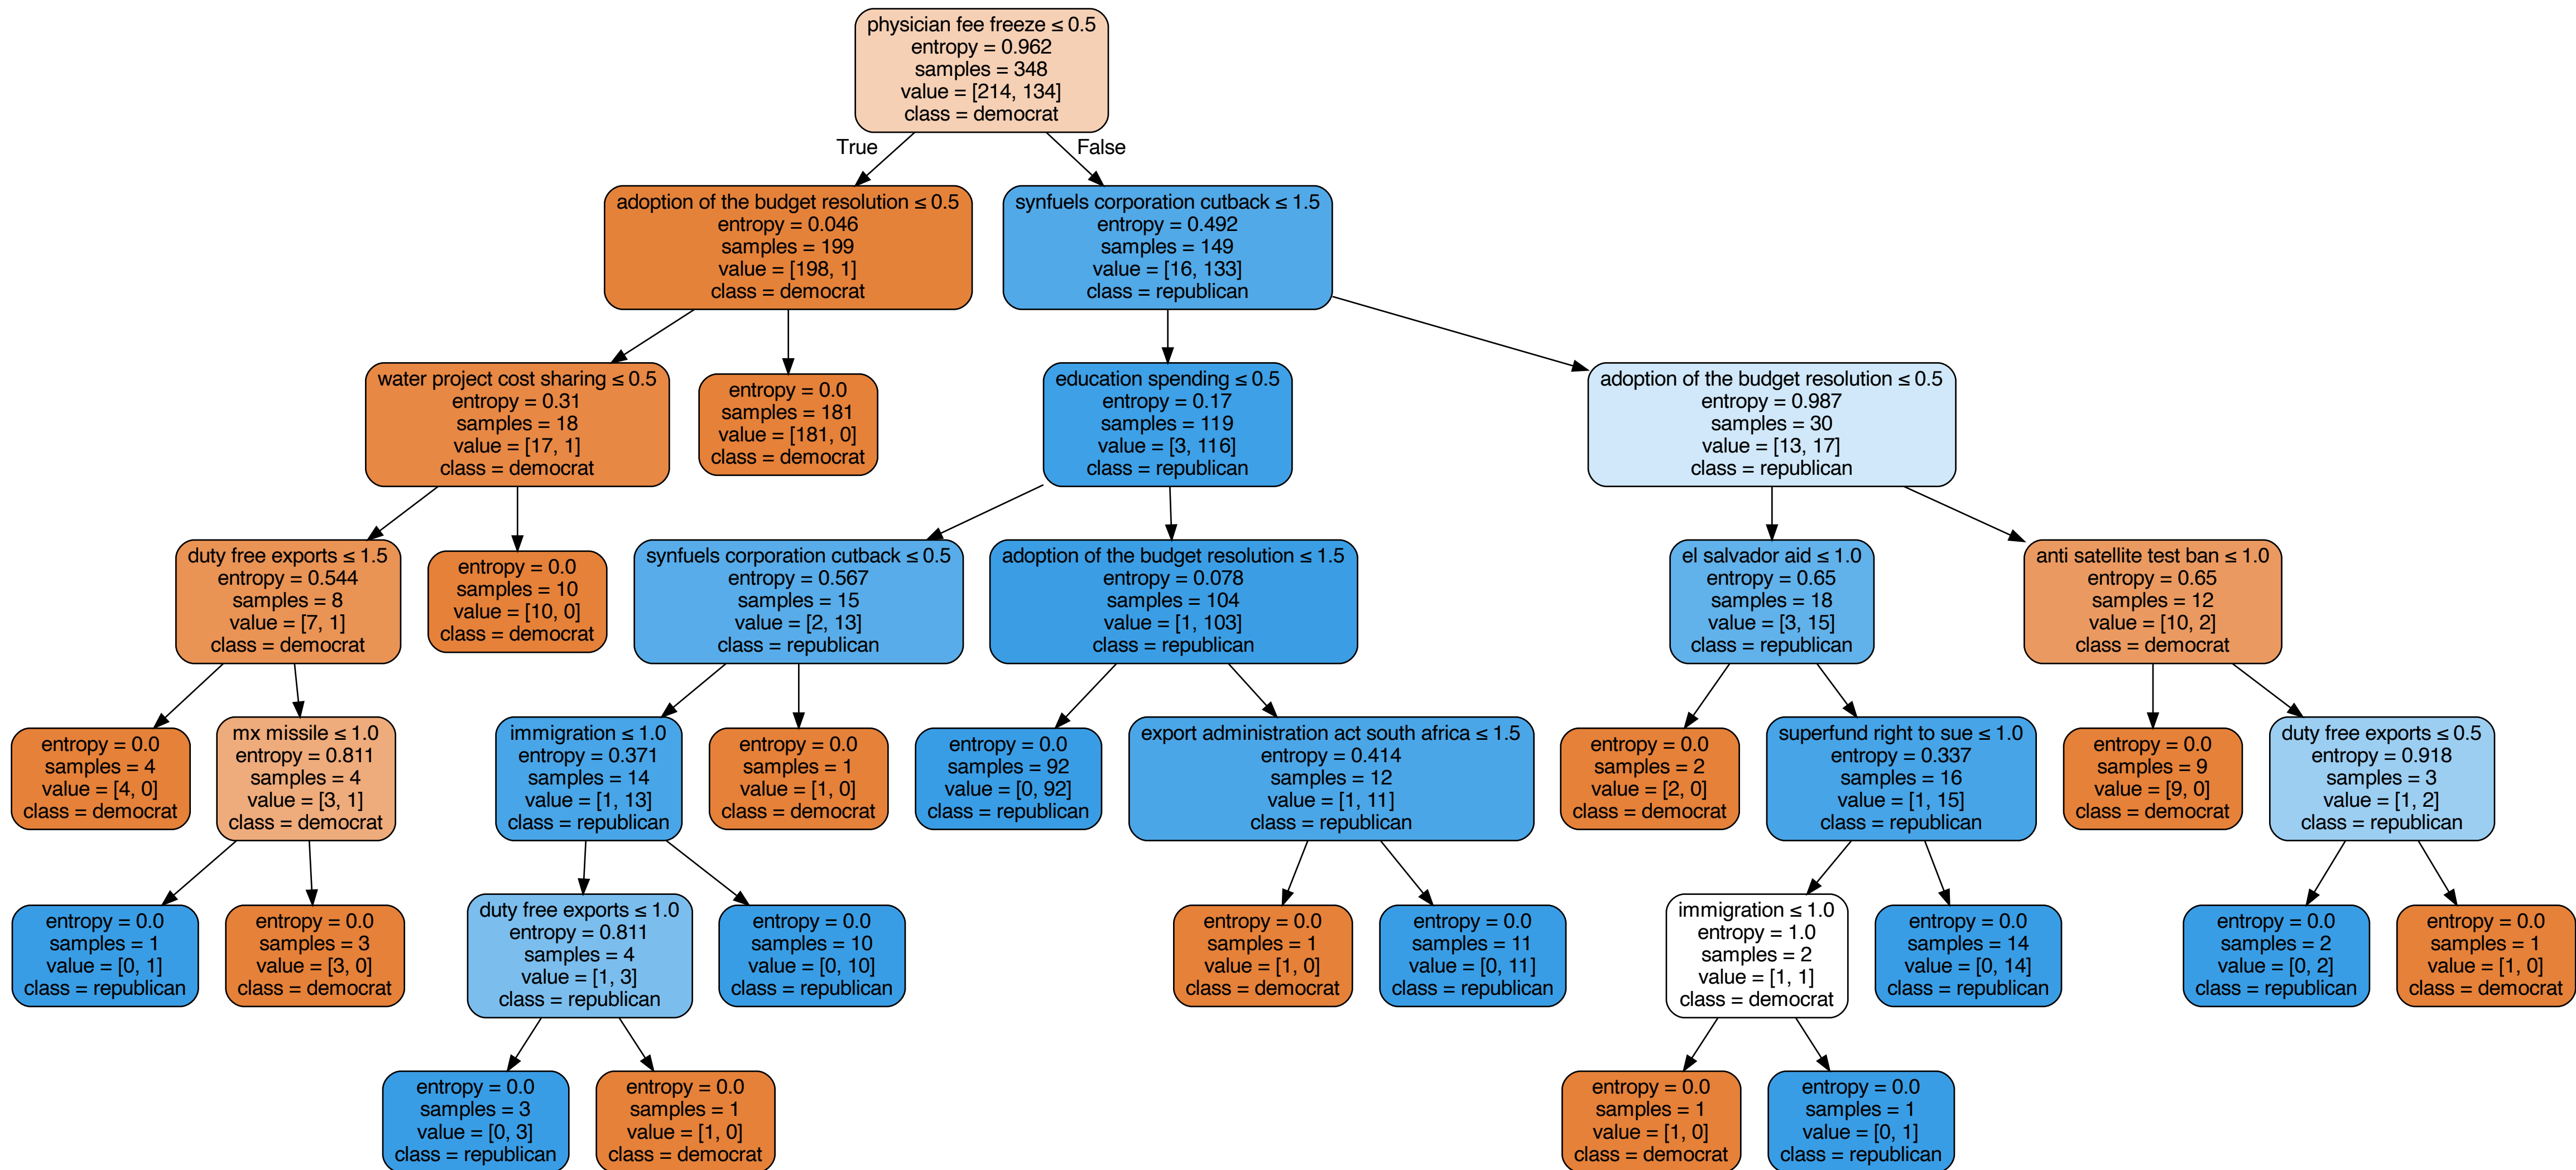 physician fee freeze ≤ 0.5
entropy = 0.962
samples = 348
value = [214, 134]
class = democrat
True
False
adoption of the budget resolution ≤ 0.5
entropy = 0.046
samples = 199
value = [198, 1]
class = democrat
synfuels corporation cutback ≤ 1.5
entropy = 0.492
samples = 149
value = [16, 133]
class = republican
water project cost sharing ≤ 0.5
entropy = 0.31
samples = 18
value = [17, 1]
class = democrat
entropy = 0.0
samples = 181
value = [181, 0]
class = democrat
education spending ≤ 0.5
entropy = 0.17
samples = 119
value = [3, 116]
class = republican
adoption of the budget resolution ≤ 0.5
entropy = 0.987
samples = 30
value = [13, 17]
class = republican
duty free exports ≤ 1.5
entropy = 0.544
samples = 8
value = [7, 1]
class = democrat
entropy = 0.0
samples = 10
value = [10, 0]
class = democrat
synfuels corporation cutback ≤ 0.5
entropy = 0.567
samples = 15
value = [2, 13]
class = republican
adoption of the budget resolution ≤ 1.5
entropy = 0.078
samples = 104
value = [1, 103]
class = republican
el salvador aid ≤ 1.0
entropy = 0.65
samples = 18
value = [3, 15]
class = republican
anti satellite test ban ≤ 1.0
entropy = 0.65
samples = 12
value = [10, 2]
class = democrat
entropy = 0.0
samples = 4
value = [4, 0]
class = democrat
mx missile ≤ 1.0
entropy = 0.811
samples = 4
value = [3, 1]
class = democrat
immigration ≤ 1.0
entropy = 0.371
samples = 14
value = [1, 13]
class = republican
entropy = 0.0
samples = 1
value = [1, 0]
class = democrat
entropy = 0.0
samples = 92
value = [0, 92]
class = republican
export administration act south africa ≤ 1.5
entropy = 0.414
samples = 12
value = [1, 11]
class = republican
entropy = 0.0
samples = 2
value = [2, 0]
class = democrat
superfund right to sue ≤ 1.0
entropy = 0.337
samples = 16
value = [1, 15]
class = republican
entropy = 0.0
samples = 9
value = [9, 0]
class = democrat
duty free exports ≤ 0.5
entropy = 0.918
samples = 3
value = [1, 2]
class = republican
entropy = 0.0
samples = 1
value = [0, 1]
class = republican
entropy = 0.0
samples = 3
value = [3, 0]
class = democrat
duty free exports ≤ 1.0
entropy = 0.811
samples = 4
value = [1, 3]
class = republican
entropy = 0.0
samples = 10
value = [0, 10]
class = republican
entropy = 0.0
samples = 1
value = [1, 0]
class = democrat
entropy = 0.0
samples = 11
value = [0, 11]
class = republican
immigration ≤ 1.0
entropy = 1.0
samples = 2
value = [1, 1]
class = democrat
entropy = 0.0
samples = 14
value = [0, 14]
class = republican
entropy = 0.0
samples = 2
value = [0, 2]
class = republican
entropy = 0.0
samples = 1
value = [1, 0]
class = democrat
entropy = 0.0
samples = 3
value = [0, 3]
class = republican
entropy = 0.0
samples = 1
value = [1, 0]
class = democrat
entropy = 0.0
samples = 1
value = [1, 0]
class = democrat
entropy = 0.0
samples = 1
value = [0, 1]
class = republican